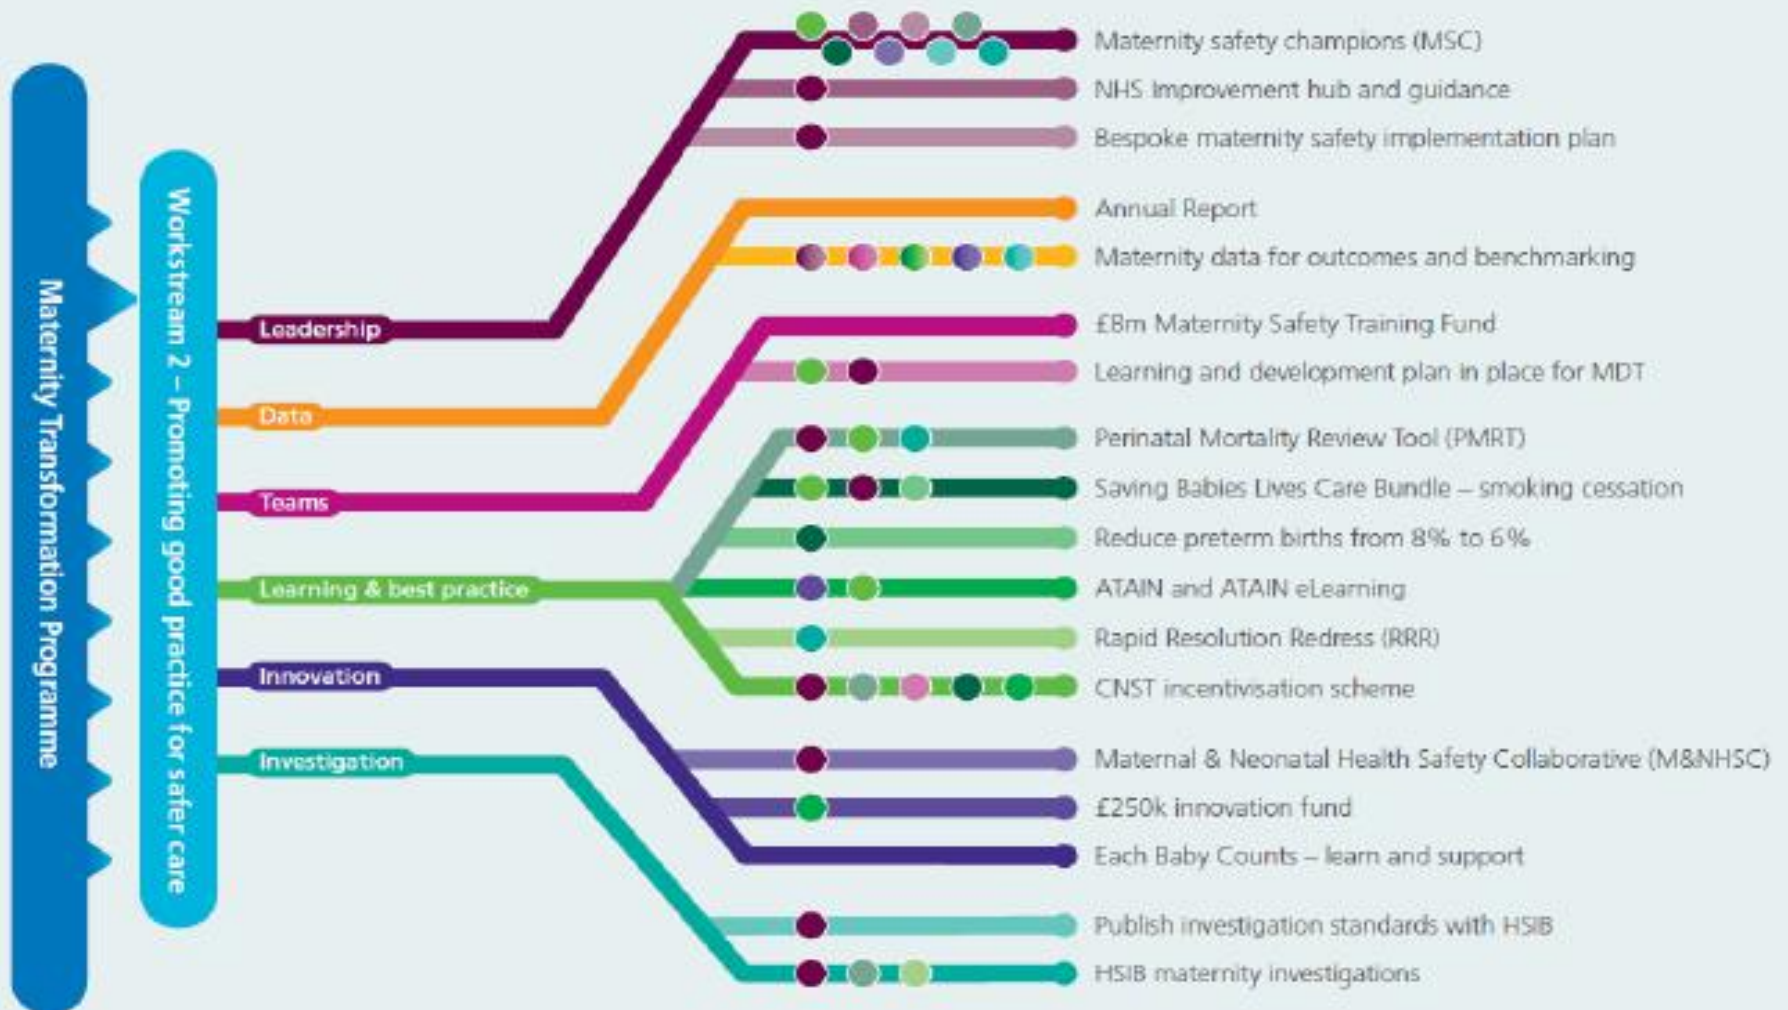 Maternity Transformation Programme
Workstream 2 – Promoting good practice for safer care
Leadership
Maternity safety champions (MSC)
NHS Improvement hub and guidance
Bespoke maternity safety implementation plan
Data
Annual Report
Maternity data for outcomes and benchmarking
Teams
£8m Maternity Safety Training Fund
Learning and development plan in place for MDT
Learning & best practice
Perinatal Mortality Review Tool (PMRT)
Saving Babies Lives Care Bundle – smoking cessation
Reduce preterm births from 8% to 6%
ATAIN and ATAIN eLearning
Rapid Resolution Redress (RRR)
CNST incentivisation scheme
Innovation
Maternal & Neonatal Health Safety Collaborative (M&NHSC)
£250k innovation fund
Each Baby Counts – learn and support
Investigation
Publish investigation standards with HSIB
HSIB maternity investigations